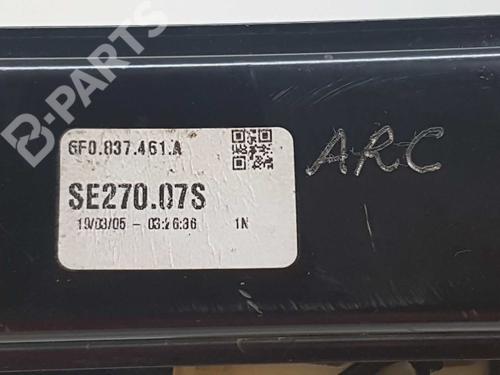 B-PARTS
6F0.837.461.A
SE270.07S
19/03/05 - 03:26:36 1N
ARC